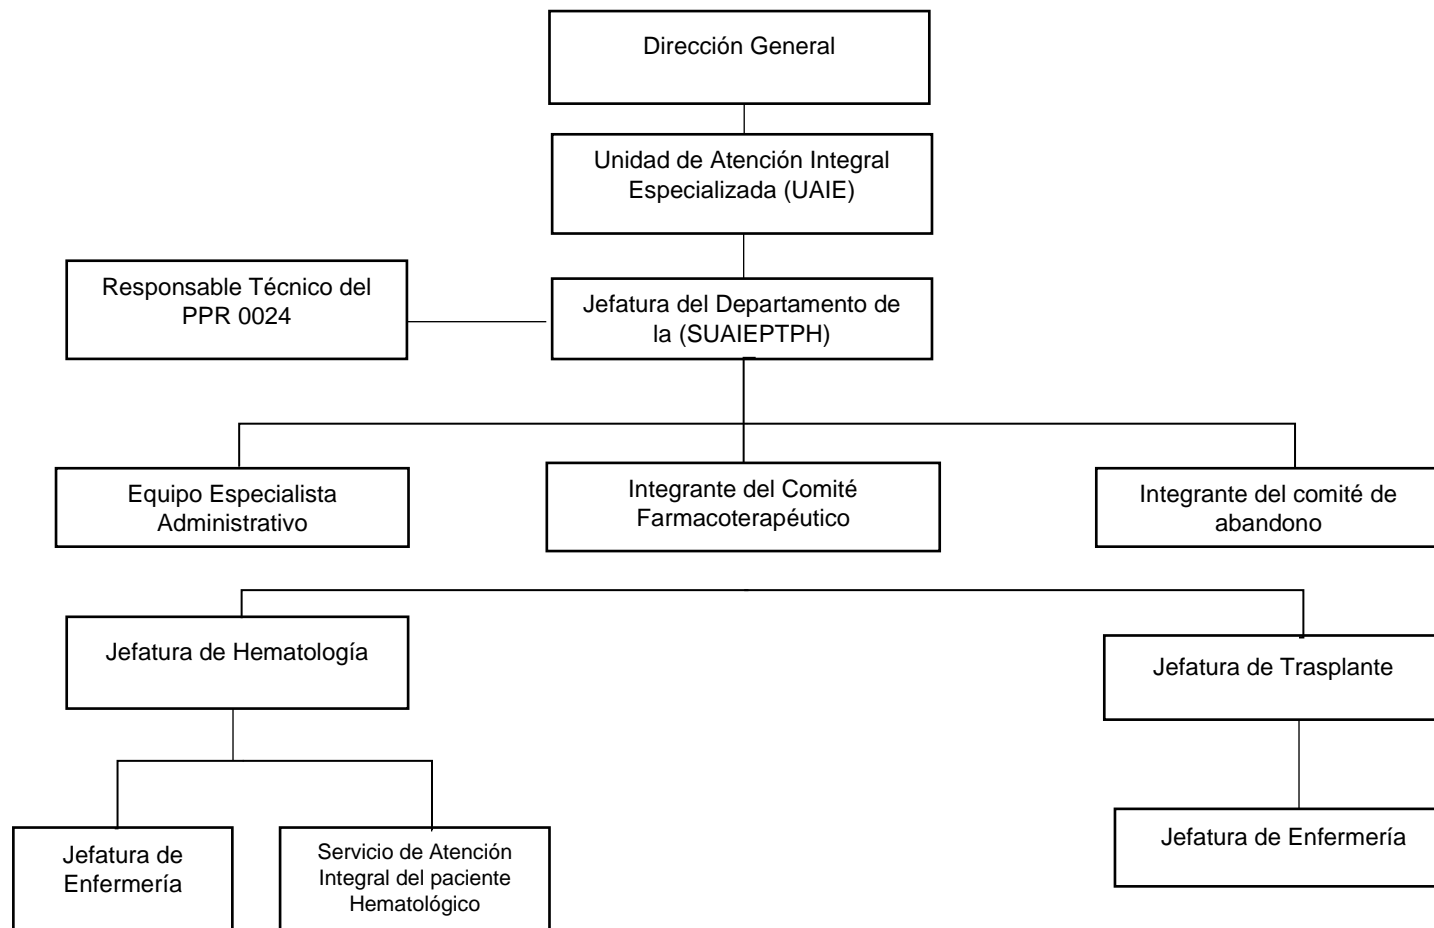 Dirección General
Unidad de Atención Integral
Especializada (UAIE)
Responsable Técnico del
PPR 0024
Jefatura del Departamento de
la (SUAIEPTPH)
Equipo Especialista
Administrativo
Integrante del Comité
Farmacoterapéutico
Integrante del comité de
abandono
Jefatura de Hematología
Jefatura de Trasplante
Jefatura de
Enfermería
Servicio de Atención
Integral del paciente
Hematológico
Jefatura de Enfermería